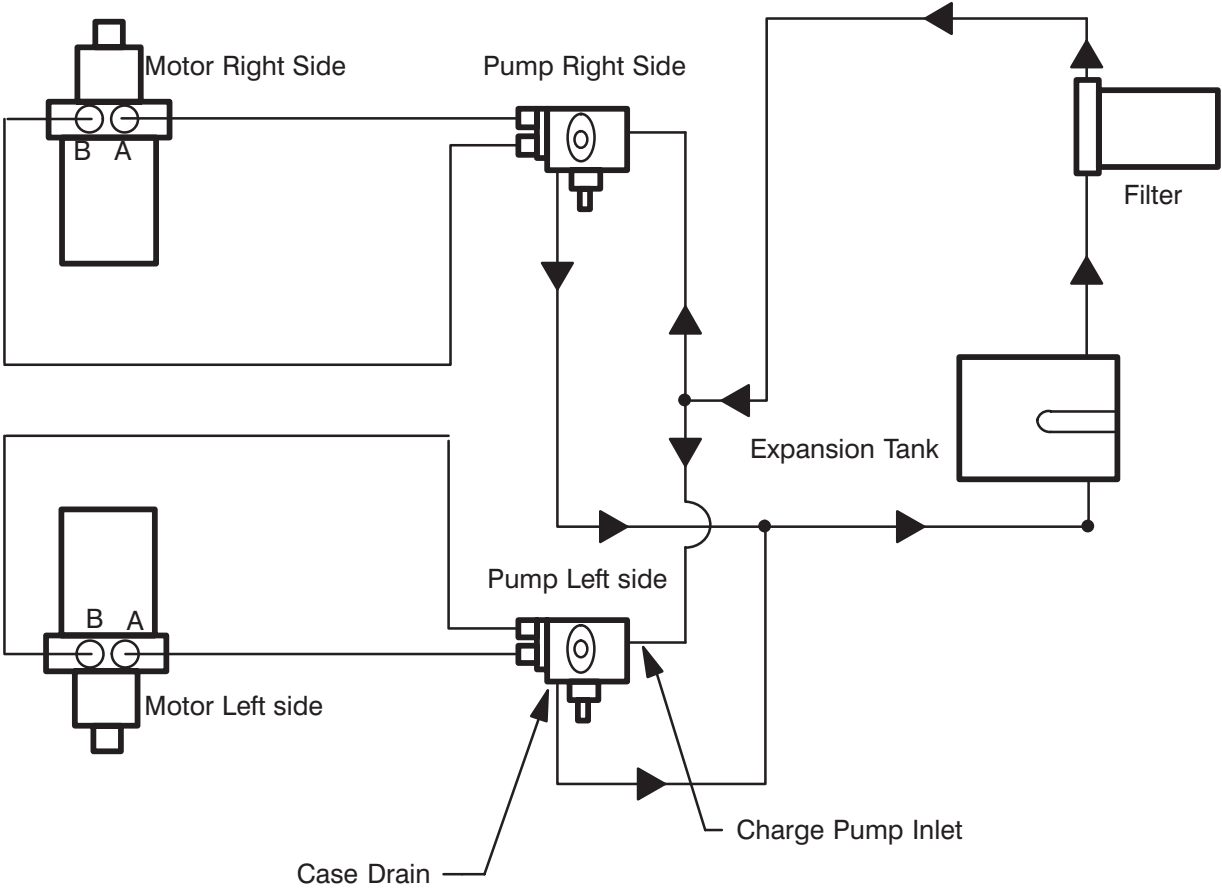 Motor Right Side
Pump Right Side
B A
Filter
Expansion Tank
Pump Left side
B A
Motor Left side
Charge Pump Inlet
Case Drain